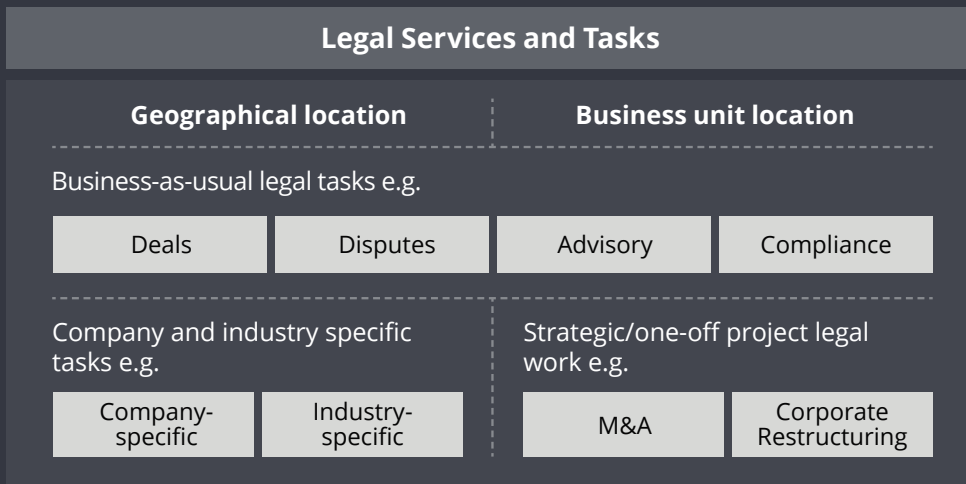 Legal Services and Tasks
Geographical location
Business unit location
Business-as-usual legal tasks e.g.
Deals
Disputes
Advisory
Compliance
Company and industry specific
tasks e.g.
Company-
specific
Industry-
specific
Strategic/one-off project legal
work e.g.
M&A
Corporate
Restructuring